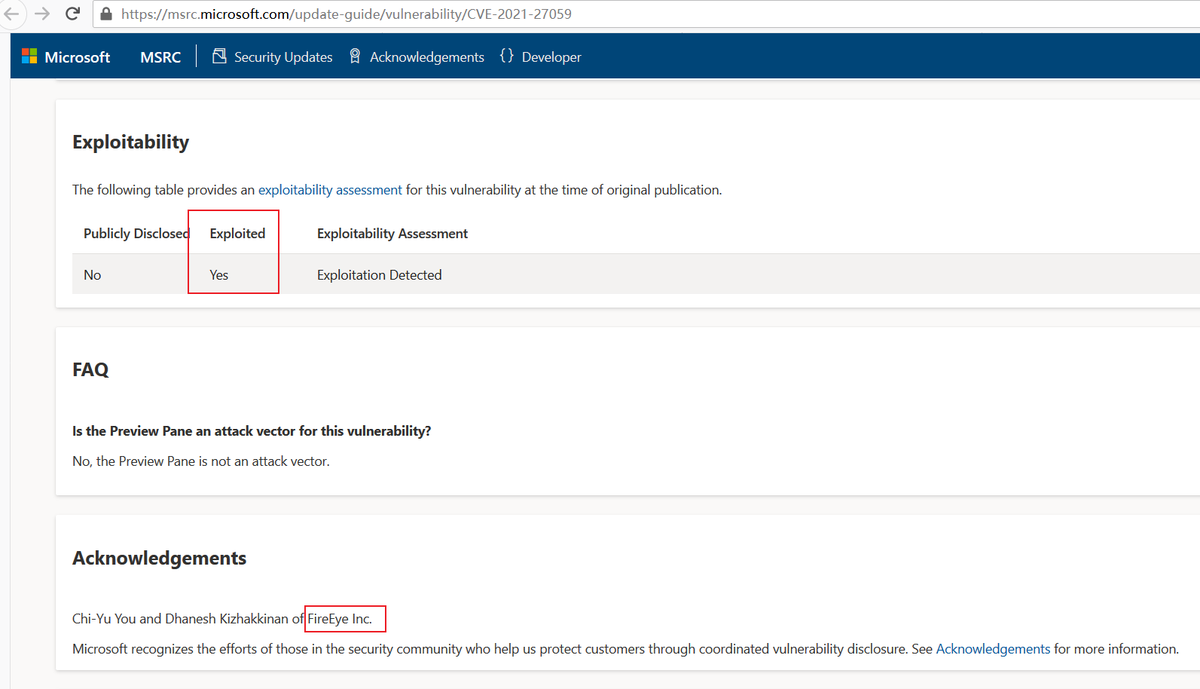 https://msrc.microsoft.com/update-guide/vulnerability/CVE-2021-27059
Microsoft MSRC Security Updates Acknowledgements {} Developer
Exploitability
The following table provides an exploitability assessment for this vulnerability at the time of original publication.
Publicly Disclosed Exploited Exploitability Assessment
No Yes Exploitation Detected
FAQ
Is the Preview Pane an attack vector for this vulnerability?
No, the Preview Pane is not an attack vector.
Acknowledgements
Chi-Yu You and Dhanesh Kizhakkinan of FireEye Inc.
Microsoft recognizes the efforts of those in the security community who help us protect customers through coordinated vulnerability disclosure. See Acknowledgements for more information.